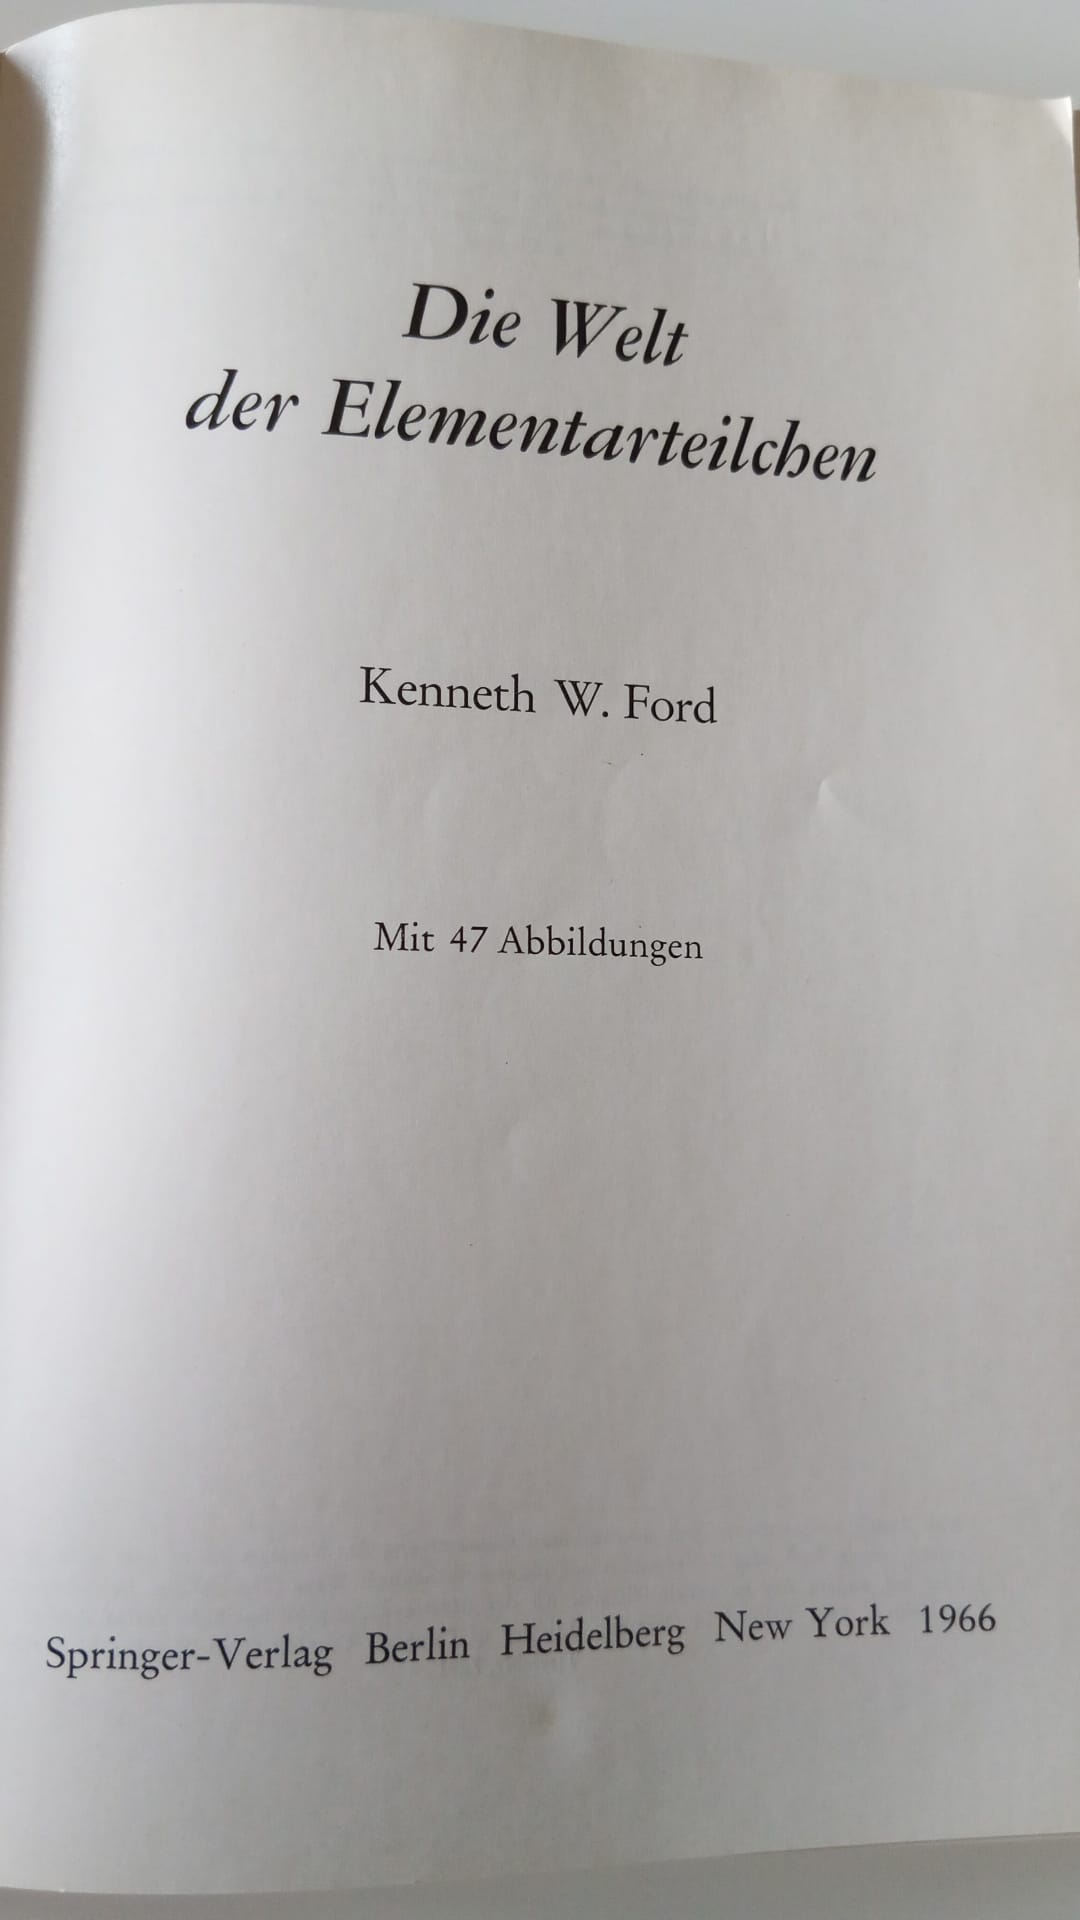 Die Welt
der Elementarteilchen
Kenneth W. Ford
Mit 47 Abbildungen
Springer-Verlag Berlin Heidelberg New York 1966